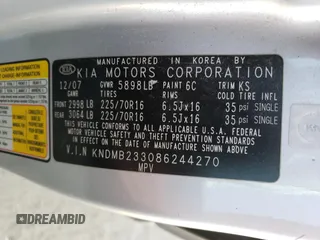 MANUFACTURED IN KOREA BY
KIA KIA MOTORS CORPORATION
12/07 GVWR 5898LB PAINT 6C TRIM KS
GAWR TIRES RIMS COLD TIRE INFLATION
FRONT 2998 LB 225/70R16 6.5Jx16 35 psi SINGLE
REAR 3064 LB 225/70R16 6.5Jx16 35 psi SINGLE
THIS VEHICLE CONFORMS TO ALL APPLICABLE
FEDERAL MOTOR VEHICLE SAFETY, BUMPER, AND
THEFT PREVENTION STANDARDS IN EFFECT ON THE
DATE OF MANUFACTURE SHOWN ABOVE.
V.I.N KNDMB233086244270
MPV
DREAMBID